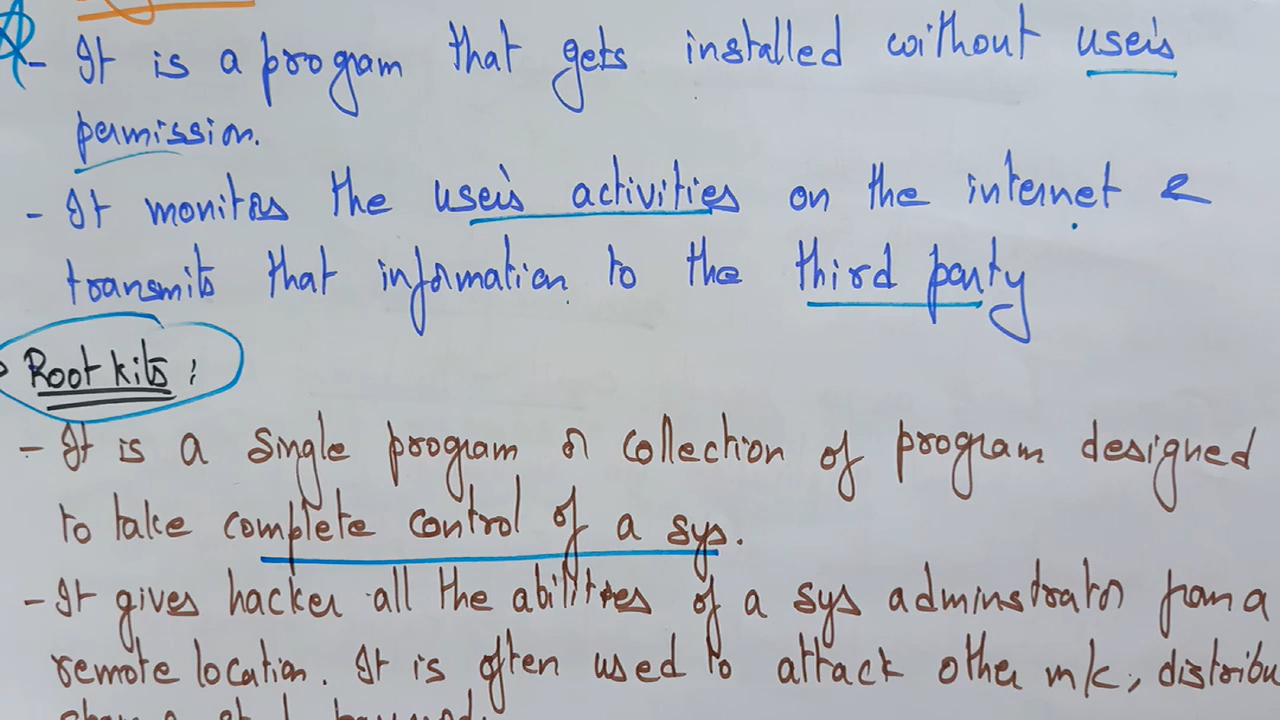 - It is a program that gets installed without user's
permission.
- It monitors the user's activities on the internet &
transmits that information to the third party
Root kits :
- It is a single program or collection of program designed
to take complete control of a sys.
- It gives hacker all the abilities of a sys adminstrator from a
remote location. It is often used to attack other m/c, distribu